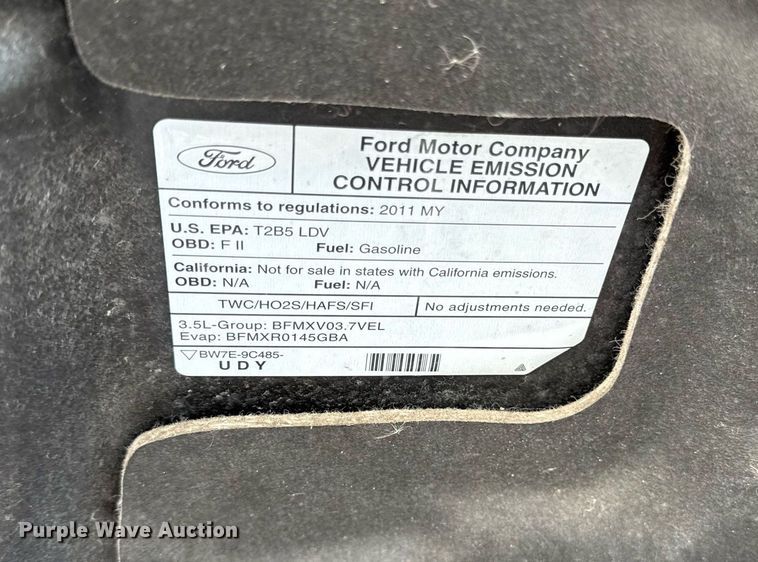 Ford
Ford Motor Company
VEHICLE EMISSION
CONTROL INFORMATION
Conforms to regulations: 2011 MY
U.S. EPA: T2B5 LDV
OBD: F II Fuel: Gasoline
California: Not for sale in states with California emissions.
OBD: N/A Fuel: N/A
TWC/HO2S/HAFS/SFI No adjustments needed.
3.5L-Group: BFMXV03.7VEL
Evap: BFMXR0145GBA
BW7E-9C485-
U D Y
Purple Wave Auction